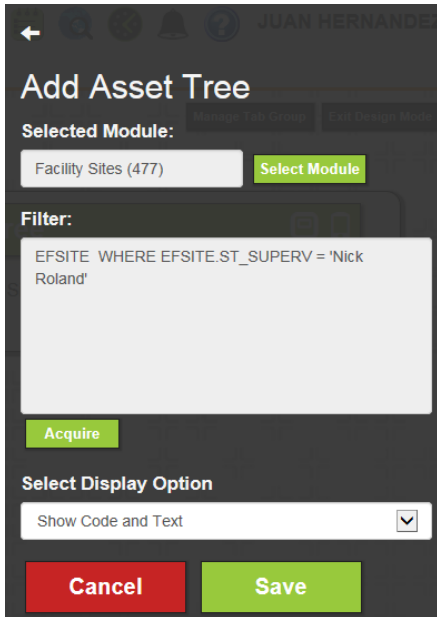 JUAN HERNANDEZ
Add Asset Tree
Manage Tab Group Exit Design Mode
Selected Module:
Facility Sites (477) Select Module
Filter:
EFSITE WHERE EFSITE.ST_SUPERV = 'Nick
Roland'
Acquire
Select Display Option
Show Code and Text
Cancel Save